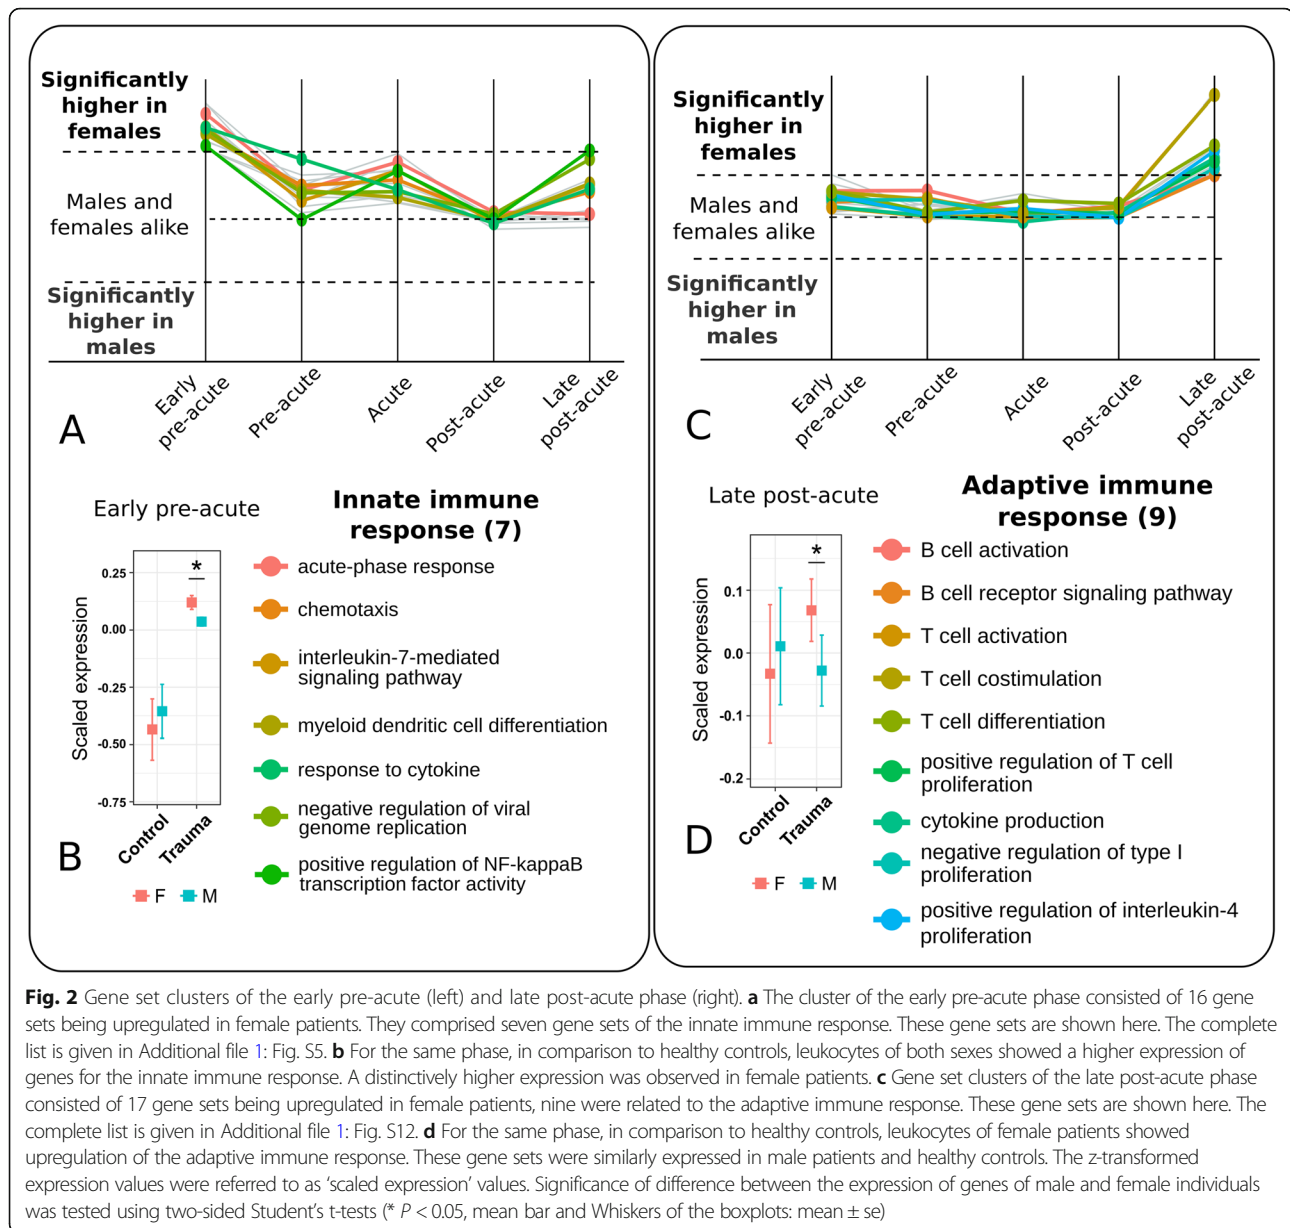 Significantly
higher in
females
Males and
females alike
Significantly
higher in
males
Early
pre-acute
Pre-acute
Acute
Post-acute
Late
post-acute
A
Early pre-acute
Innate immune
response (7)
Scaled expression
0.25
0.00
-0.25
-0.50
-0.75
*
Control
Trauma
F
M
B
acute-phase response
chemotaxis
interleukin-7-mediated
signaling pathway
myeloid dendritic cell differentiation
response to cytokine
negative regulation of viral
genome replication
positive regulation of NF-kappaB
transcription factor activity
Significantly
higher in
females
Males and
females alike
Significantly
higher in
males
Early
pre-acute
Pre-acute
Acute
Post-acute
Late
post-acute
C
Late post-acute
Adaptive immune
response (9)
Scaled expression
0.1
0.0
-0.1
-0.2
*
Control
Trauma
F
M
D
B cell activation
B cell receptor signaling pathway
T cell activation
T cell costimulation
T cell differentiation
positive regulation of T cell
proliferation
cytokine production
negative regulation of type I
proliferation
positive regulation of interleukin-4
proliferation
Fig. 2 Gene set clusters of the early pre-acute (left) and late post-acute phase (right). a The cluster of the early pre-acute phase consisted of 16 gene
sets being upregulated in female patients. They comprised seven gene sets of the innate immune response. These gene sets are shown here. The complete
list is given in Additional file 1: Fig. S5. b For the same phase, in comparison to healthy controls, leukocytes of both sexes showed a higher expression of
genes for the innate immune response. A distinctively higher expression was observed in female patients. c Gene set clusters of the late post-acute phase
consisted of 17 gene sets being upregulated in female patients, nine were related to the adaptive immune response. These gene sets are shown here. The
complete list is given in Additional file 1: Fig. S12. d For the same phase, in comparison to healthy controls, leukocytes of female patients showed
upregulation of the adaptive immune response. These gene sets were similarly expressed in male patients and healthy controls. The z-transformed
expression values were referred to as ‘scaled expression’ values. Significance of difference between the expression of genes of male and female individuals
was tested using two-sided Student’s t-tests (* P < 0.05, mean bar and Whiskers of the boxplots: mean ± se)